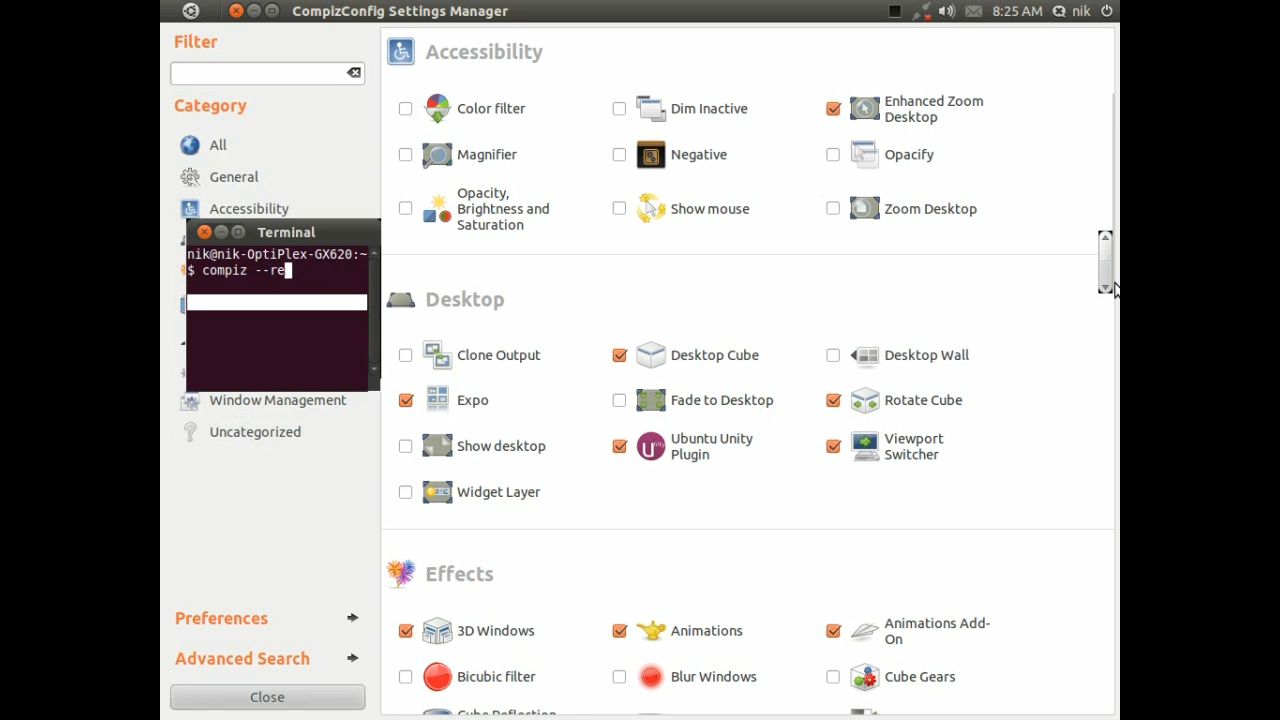 CompizConfig Settings Manager
8:25 AM nik
Filter
Category
All
General
Accessibility
Terminal
nik@nik-OptiPlex-GX620:~
$ compiz --re
Window Management
Uncategorized
Preferences
Advanced Search
Close
Accessibility
Color filter
Dim Inactive
Enhanced Zoom
Desktop
Magnifier
Negative
Opacify
Opacity,
Brightness and
Saturation
Show mouse
Zoom Desktop
Desktop
Clone Output
Desktop Cube
Desktop Wall
Expo
Fade to Desktop
Rotate Cube
Show desktop
Ubuntu Unity
Plugin
Viewport
Switcher
Widget Layer
Effects
3D Windows
Animations
Animations Add-
On
Bicubic filter
Blur Windows
Cube Gears
Cube Reflection